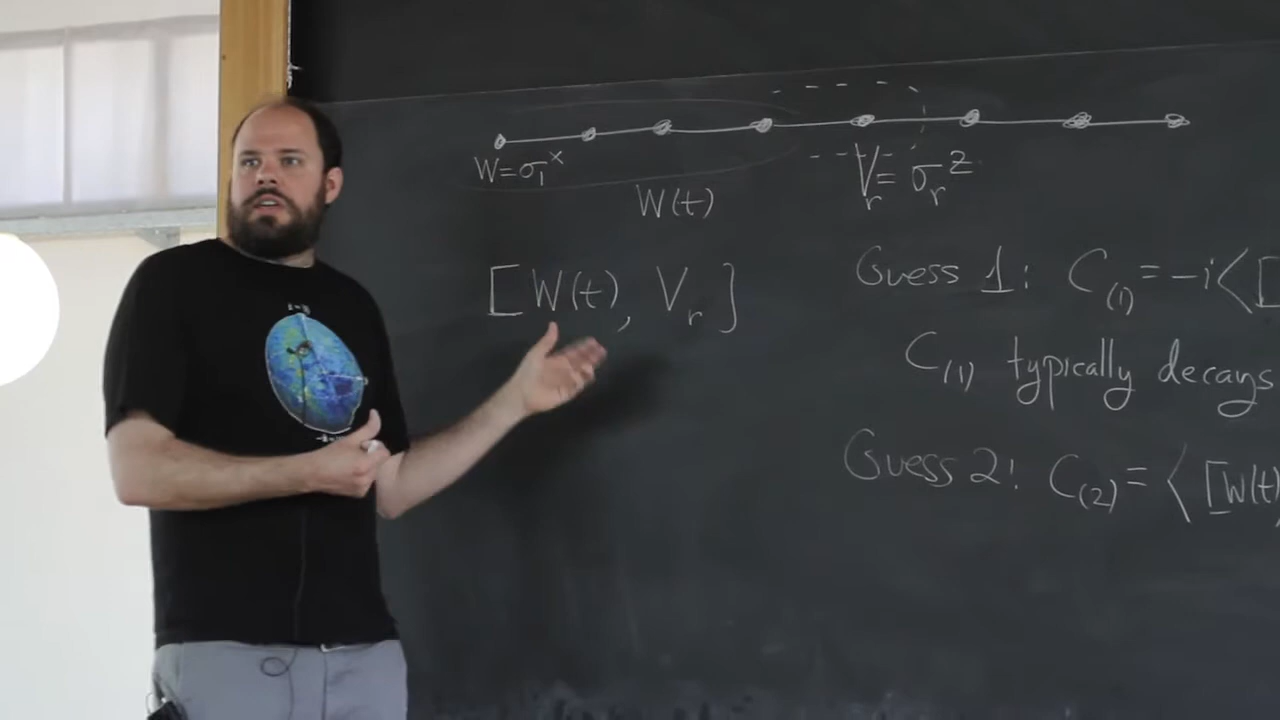 W=σ₁ˣ
V_r = σ_r^z
W(t)
[W(t), V_r]
Guess 1: C₍₁₎ = -i⟨[
C₍₁₎ typically decays
Guess 2: C₍₂₎ = ⟨[W(t)